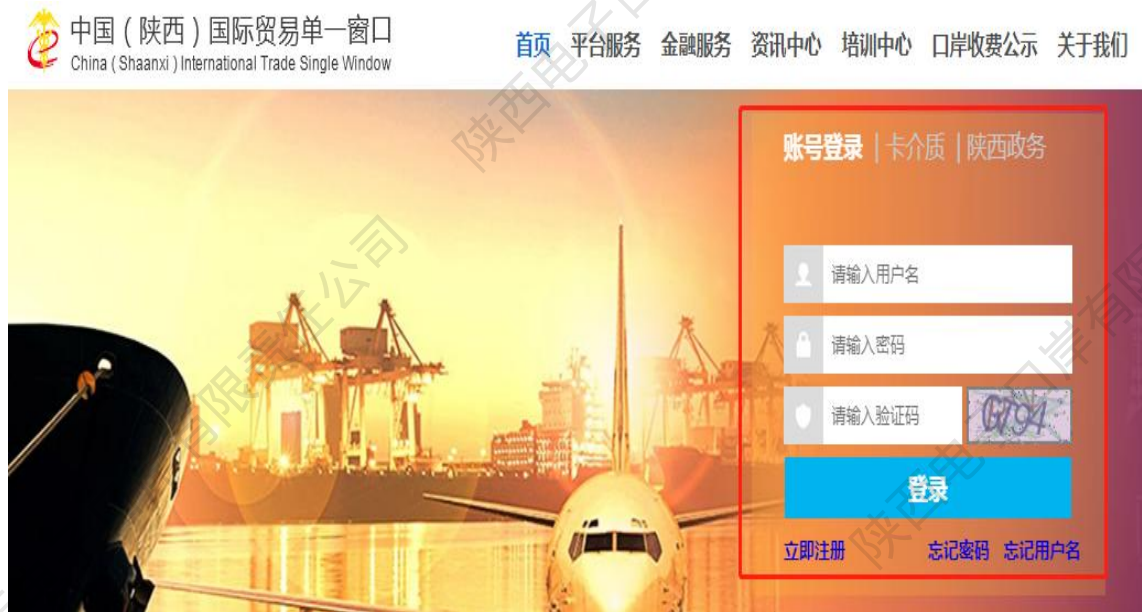 中国（陕西）国际贸易单一窗口
China ( Shaanxi ) International Trade Single Window
首页 平台服务 金融服务 资讯中心 培训中心 口岸收费公示 关于我们
账号登录 | 卡介质 | 陕西政务
请输入用户名
请输入密码
请输入验证码
登录
立即注册 忘记密码 忘记用户名